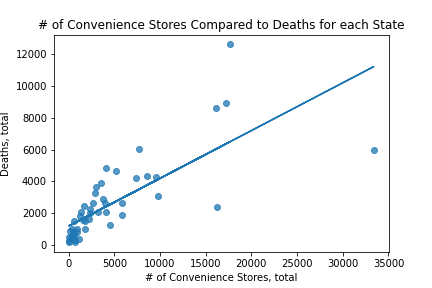 # of Convenience Stores Compared to Deaths for each State
Deaths, total
12000
10000
8000
6000
4000
2000
0
0 5000 10000 15000 20000 25000 30000 35000
# of Convenience Stores, total